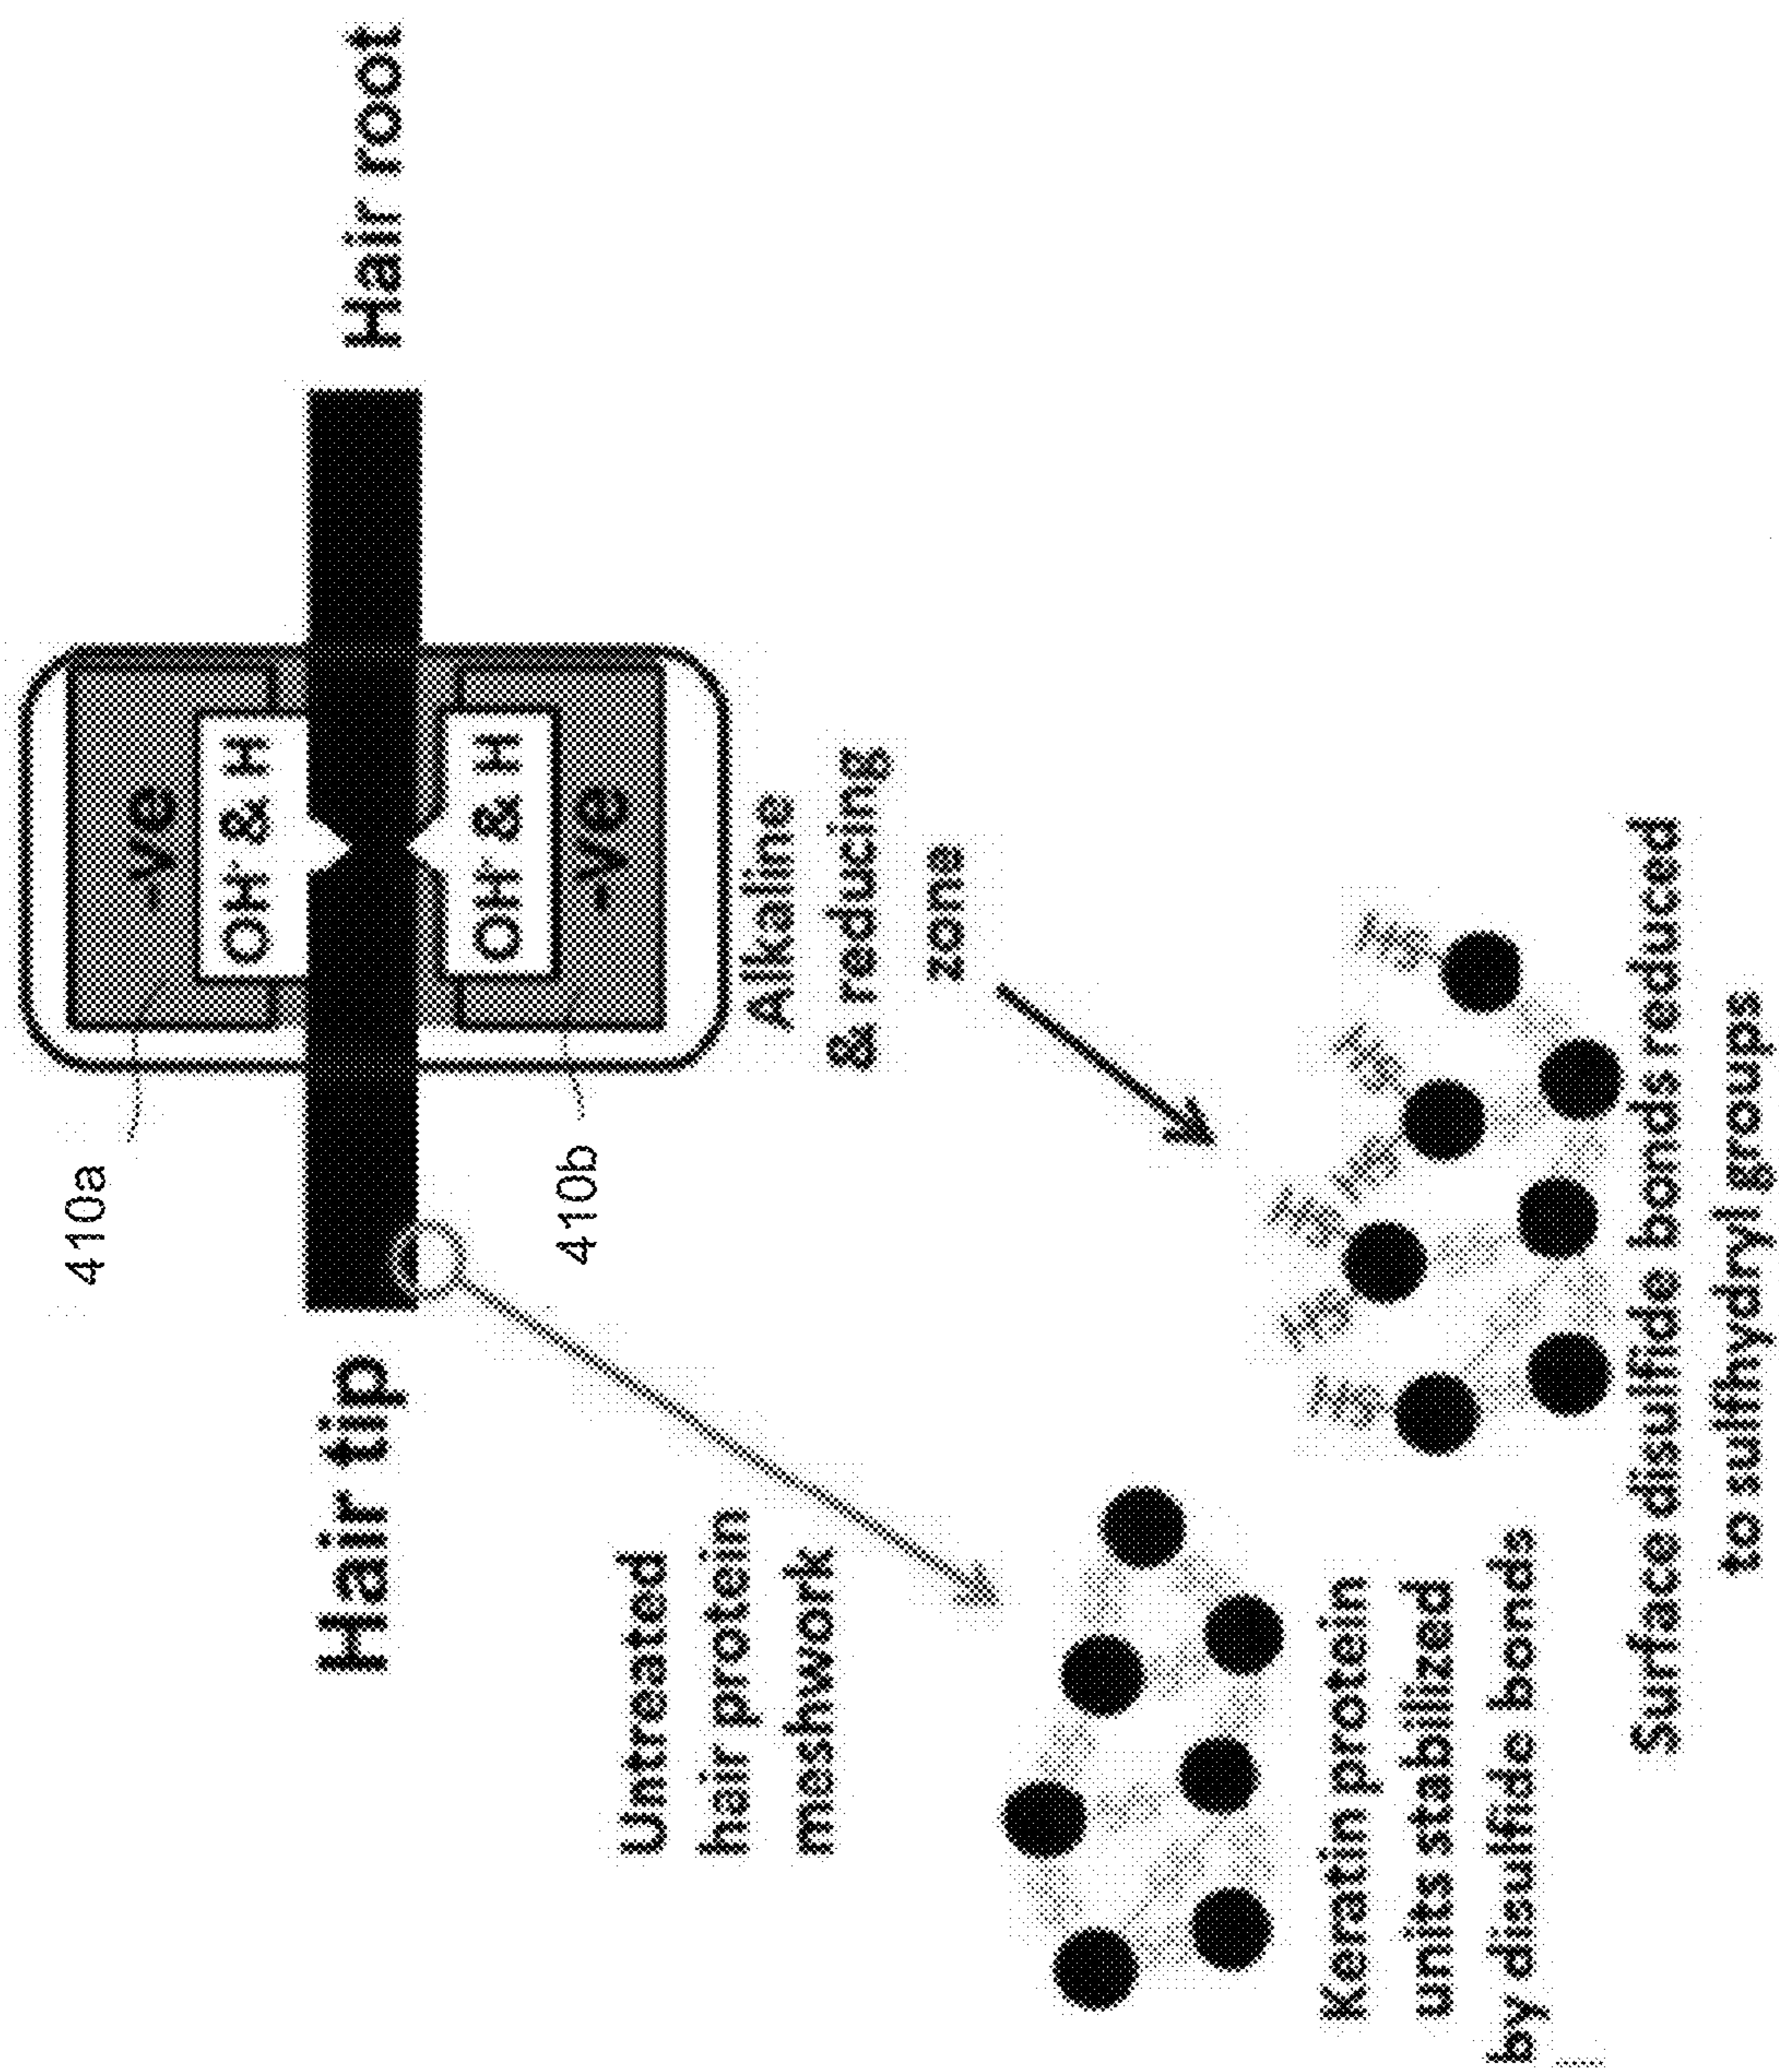 410a
-ve
OH & H
Hair tip
Hair root
OH & H
-ve
410b
Alkaline
& reducing
zone
Untreated
hair protein
meshwork
Keratin protein
units stabilized
by disulfide bonds
Surface disulfide bonds reduced
to sulfhydryl groups